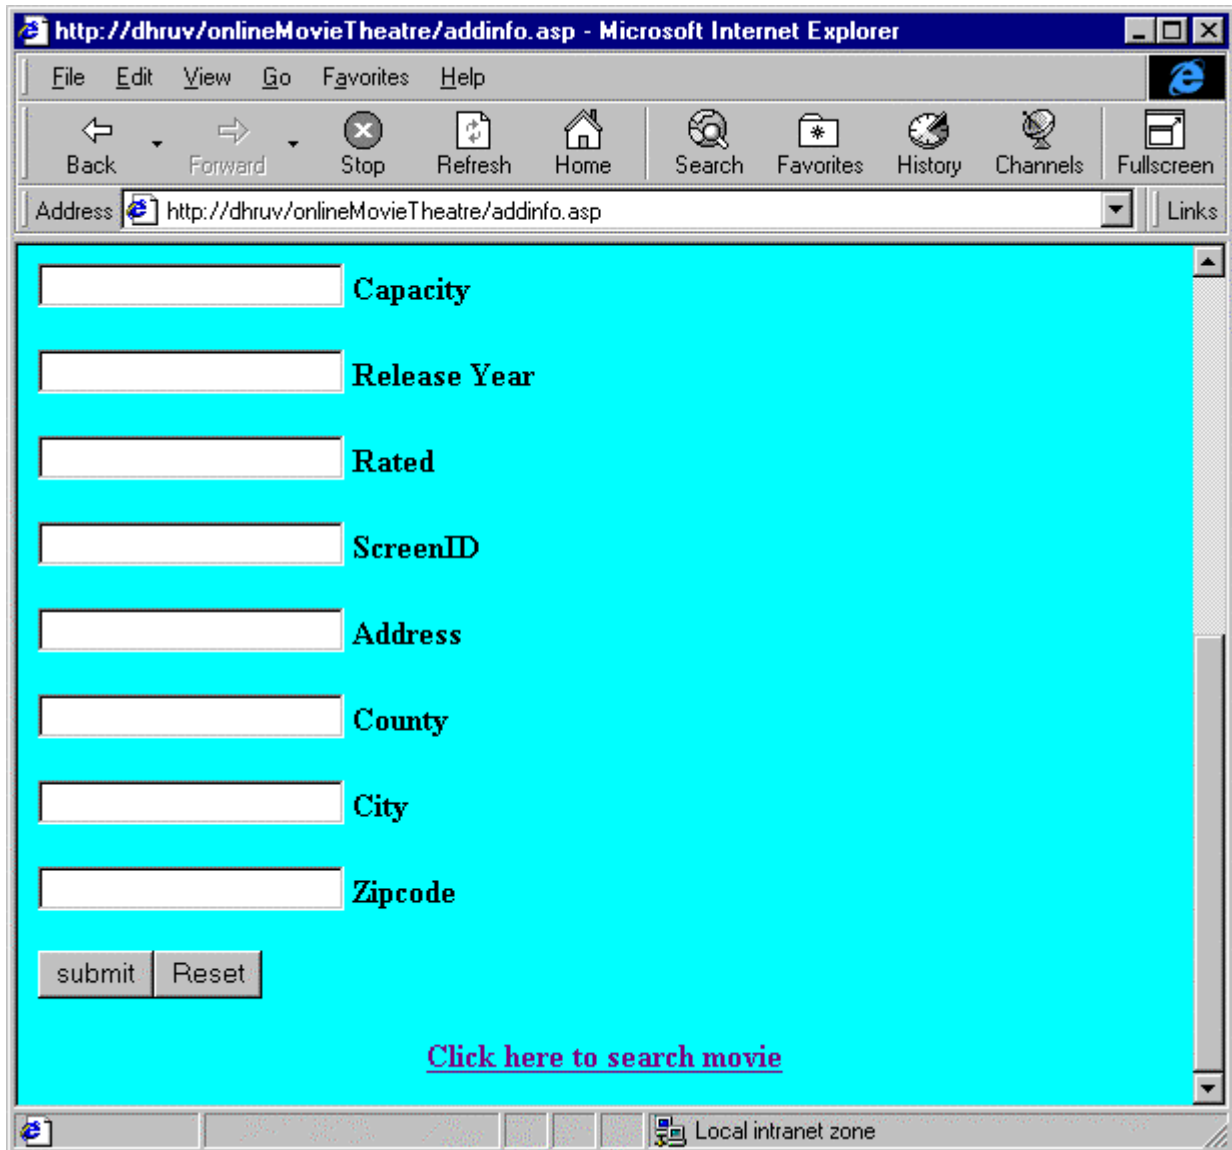 http://dhruv/onlineMovieTheatre/addinfo.asp - Microsoft Internet Explorer
File Edit View Go Favorites Help
Back Forward Stop Refresh Home Search Favorites History Channels Fullscreen
Address http://dhruv/onlineMovieTheatre/addinfo.asp Links
Capacity
Release Year
Rated
ScreenID
Address
County
City
Zipcode
submit Reset
Click here to search movie
Local intranet zone